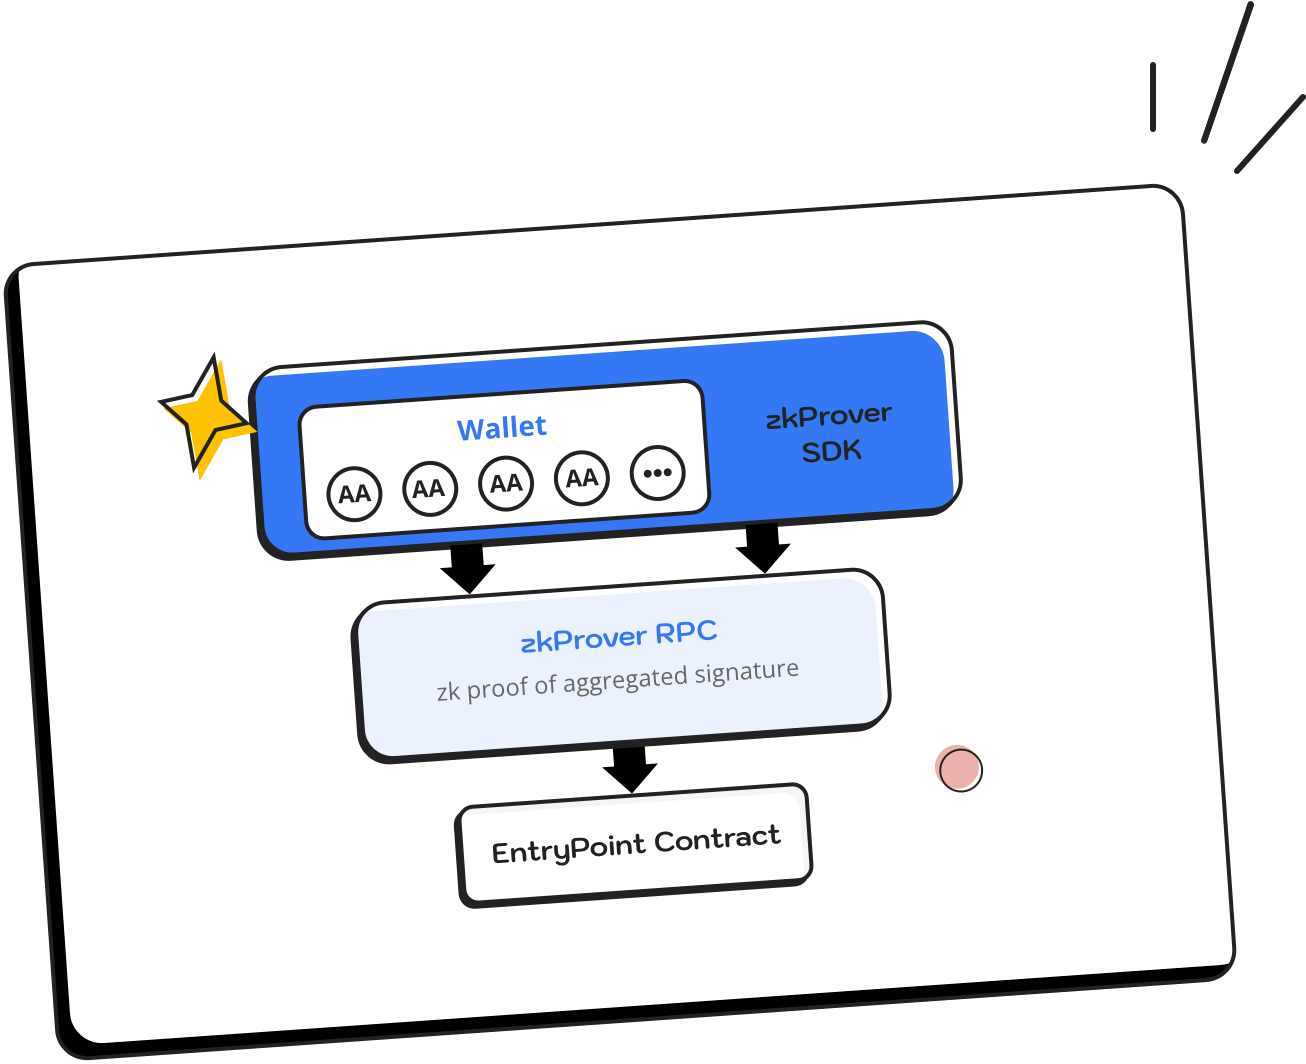 Wallet
AA AA AA AA •••
zkProver
SDK
zkProver RPC
zk proof of aggregated signature
EntryPoint Contract